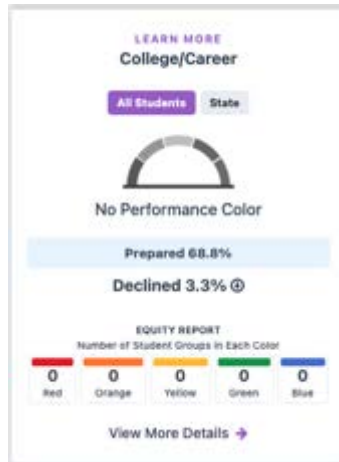 LEARN MORE
College/Career
All Students State
No Performance Color
Prepared 68.8%
Declined 3.3%
EQUITY REPORT
Number of Student Groups in Each Color
0 0 0 0 0
Red Orange Yellow Green Blue
View More Details →